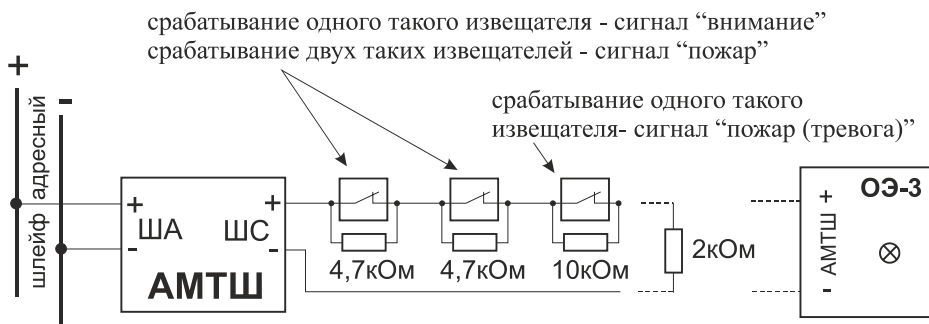 срабатывание одного такого извещателя - сигнал “внимание”
срабатывание двух таких извещателей - сигнал “пожар”
срабатывание одного такого
извещателя- сигнал “пожар (тревога)”
+
-
шлейф адресный
+
-
ША
ШС
+
-
АМТШ
4,7кОм
4,7кОм
10кОм
2кОм
ОЭ-3
+
АМТШ
-